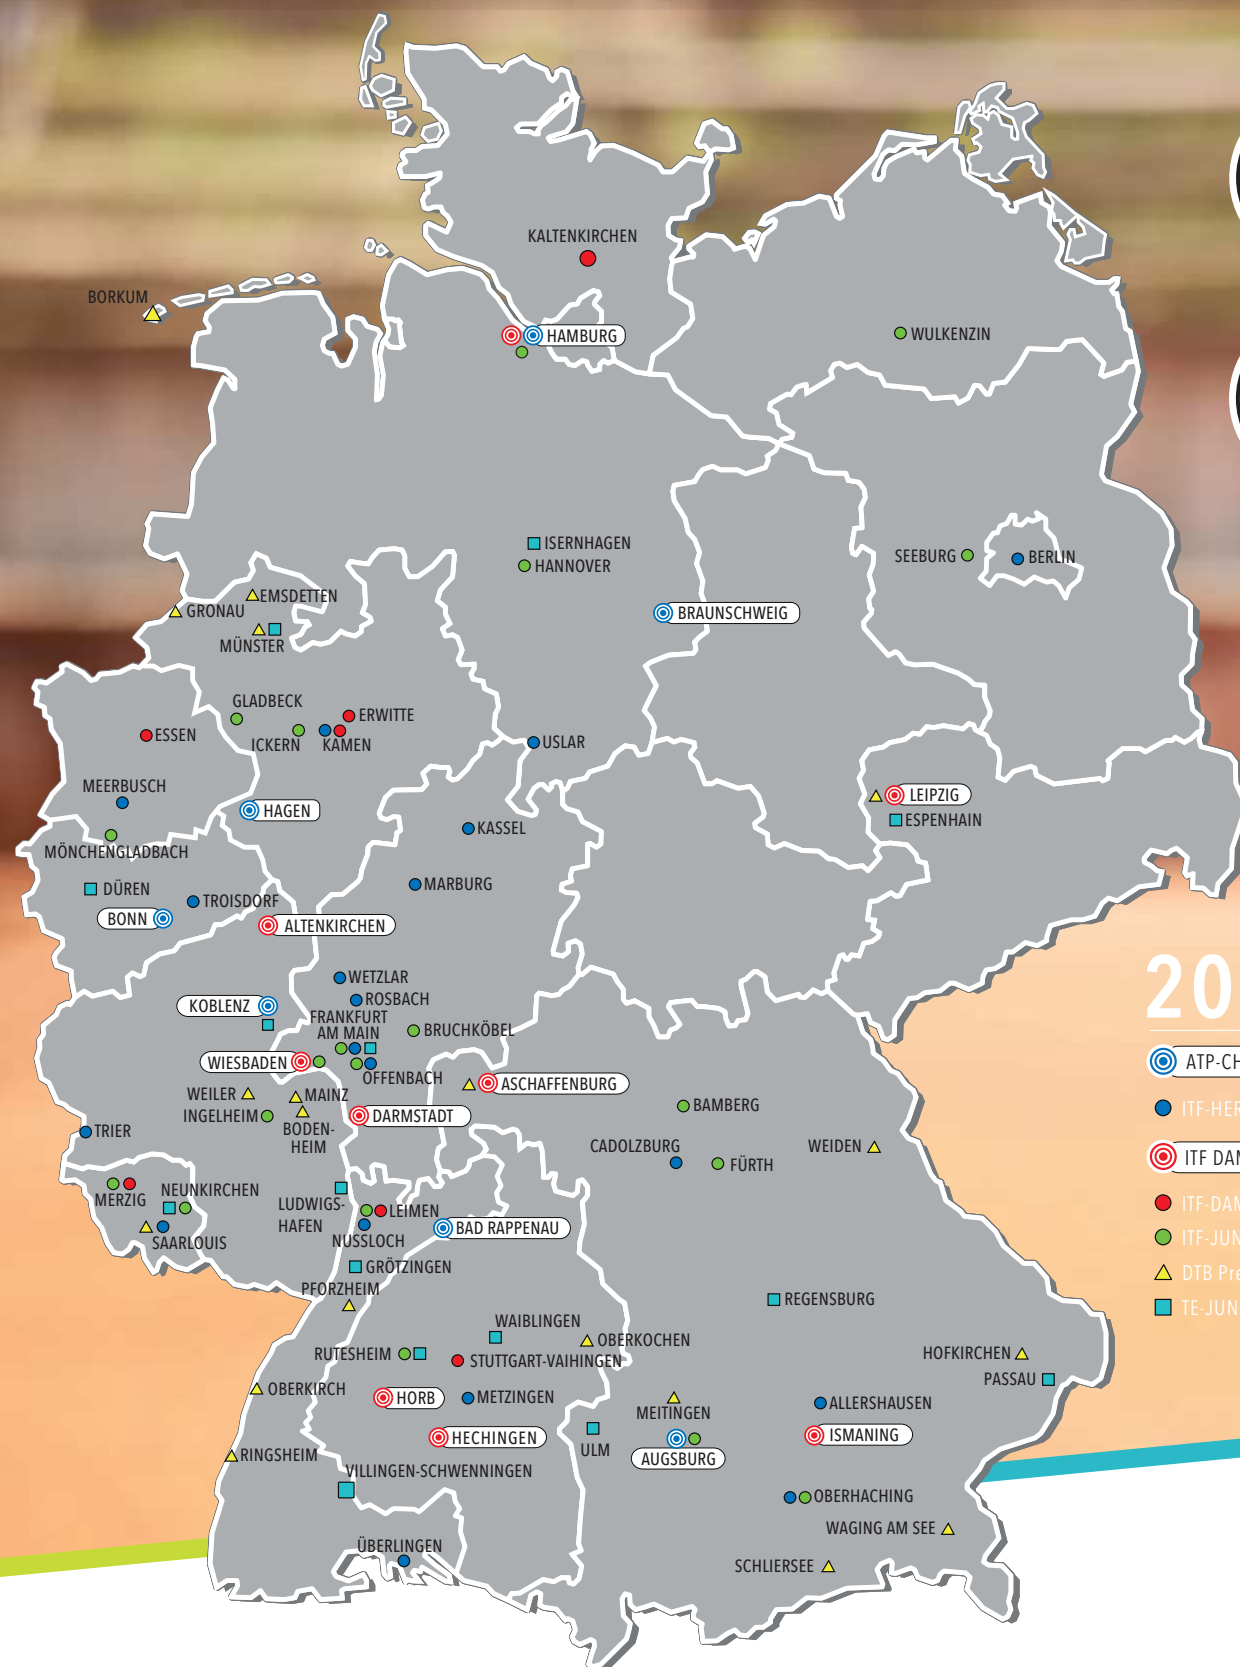 KALTENKIRCHEN
BORKUM
HAMBURG
WULKENZIN
ISERNHAGEN
HANNOVER
SEEBURG
BERLIN
EMSDETTEN
GRONAU
BRAUNSCHWEIG
MÜNSTER
GLADBECK
ERWITTE
ESSEN
ICKERN
KAMEN
USLAR
MEERBUSCH
LEIPZIG
HAGEN
ESPENHAIN
KASSEL
MÖNCHENGLADBACH
MARBURG
DÜREN
TROISDORF
BONN
ALTENKIRCHEN
WETZLAR
20
ROSBACH
KOBLENZ
FRANKFURT
AM MAIN
BRUCHKÖBEL
WIESBADEN
ATP-CH
OFFENBACH
ASCHAFFENBURG
WEILER
MAINZ
INGELHEIM
BODEN-
HEIM
DARMSTADT
BAMBERG
ITF-HER
TRIER
CADOLZBURG
FÜRTH
WEIDEN
ITF DAM
MERZIG
NEUNKIRCHEN
LUDWIGS-
HAFEN
LEIMEN
ITF-DAM
BAD RAPPENAU
SAARLOUIS
NUSSLOCH
ITF-JUN
GRÖTZINGEN
DTB Pre
PFORZHEIM
REGENSBURG
TE-JUN
WAIBLINGEN
OBERKOCHEN
RUTESHEIM
STUTTGART-VAIHINGEN
HOFKIRCHEN
PASSAU
OBERKIRCH
HORB
METZINGEN
MEITINGEN
ALLERSHAUSEN
HECHINGEN
ULM
AUGSBURG
ISMANING
RINGSHEIM
VILLINGEN-SCHWENNINGEN
OBERHACHING
WAGING AM SEE
ÜBERLINGEN
SCHLIERSEE